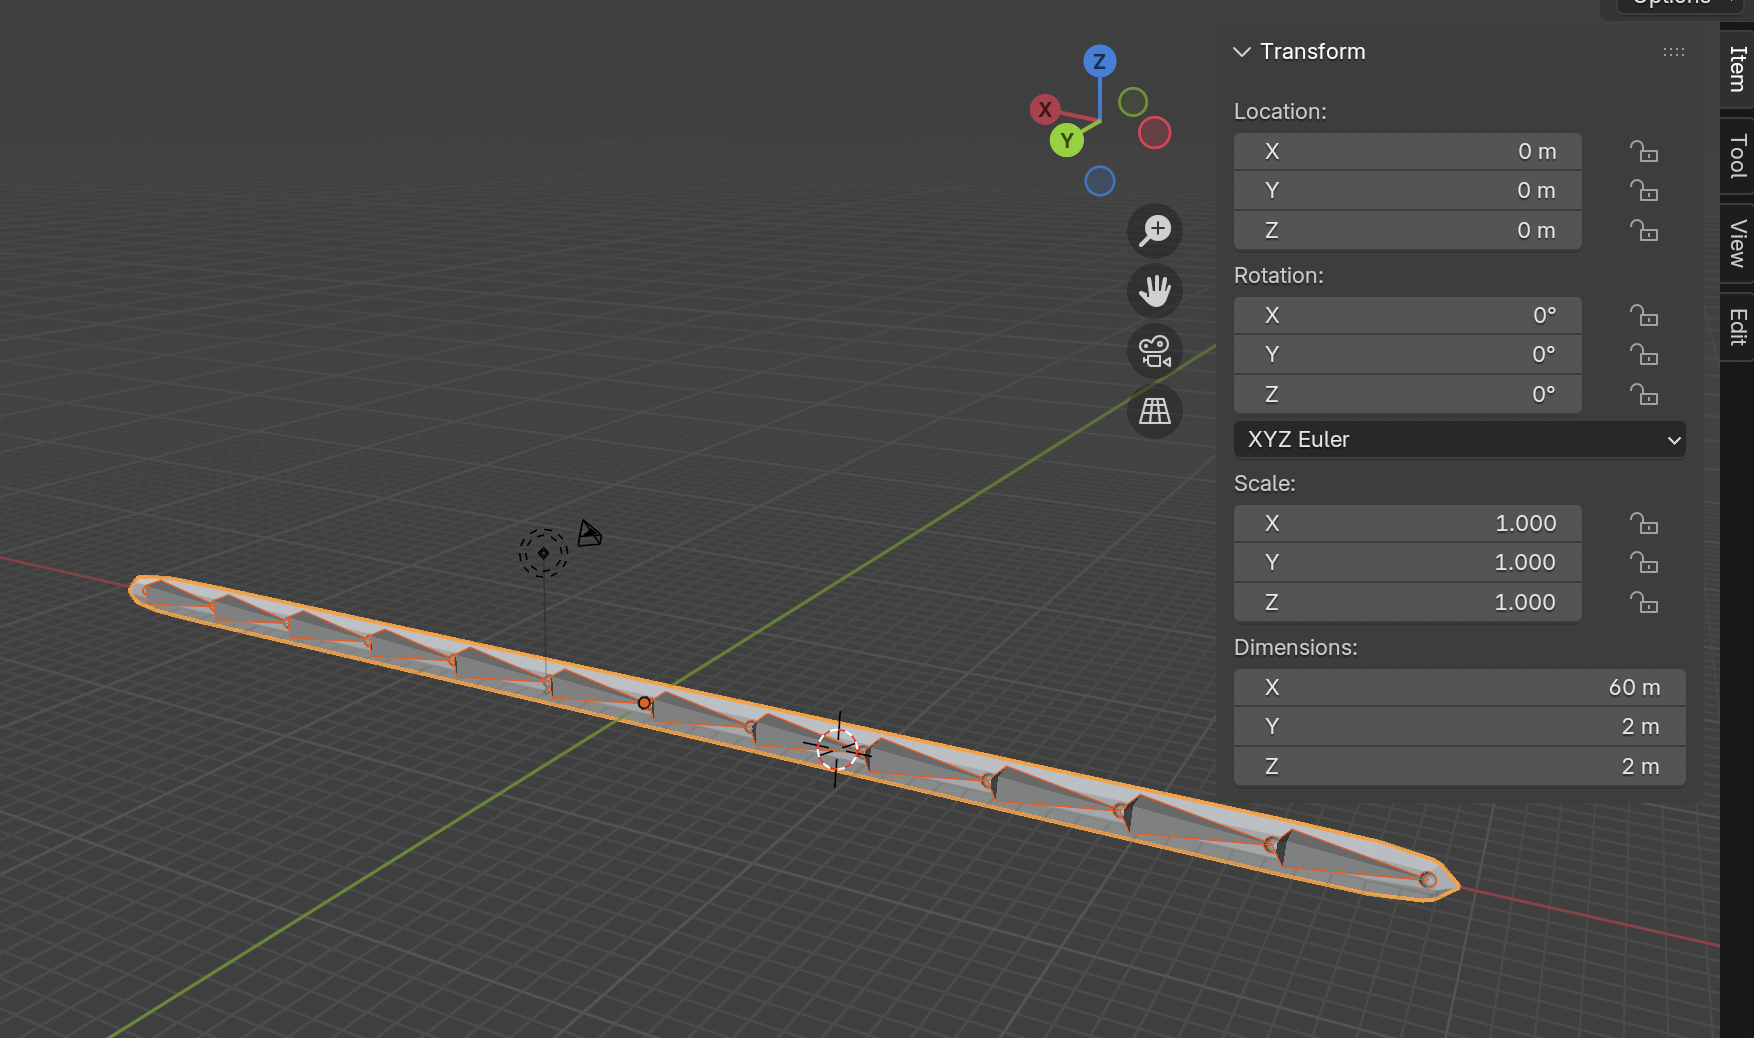 Options
Transform
Z
X
Y
Location:
X 0 m
Y 0 m
Z 0 m
Rotation:
X 0°
Y 0°
Z 0°
XYZ Euler
Scale:
X 1.000
Y 1.000
Z 1.000
Dimensions:
X 60 m
Y 2 m
Z 2 m
Item
Tool
View
Edit